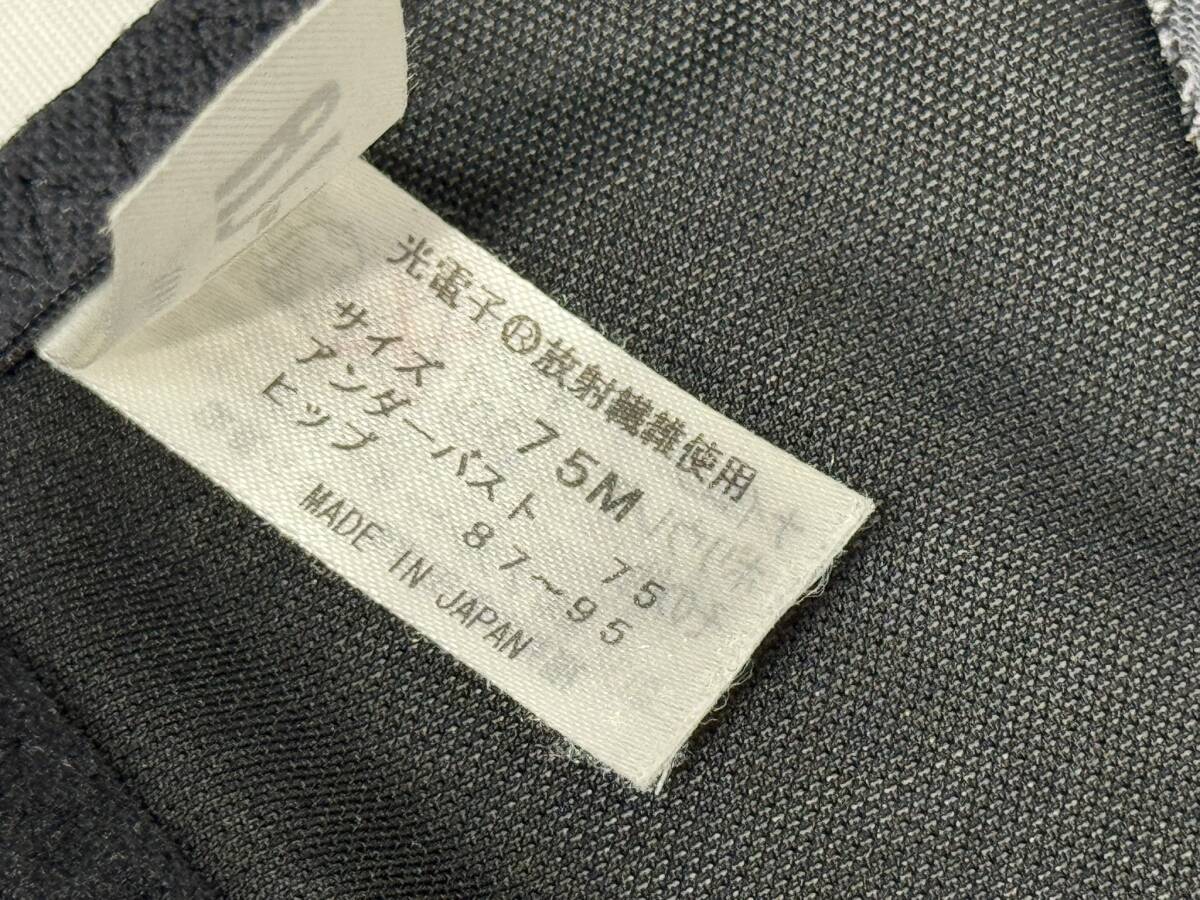 光電子®放射繊維使用
サイズ 75M
アンダーバスト 75
ヒップ 87~95
MADE IN JAPAN